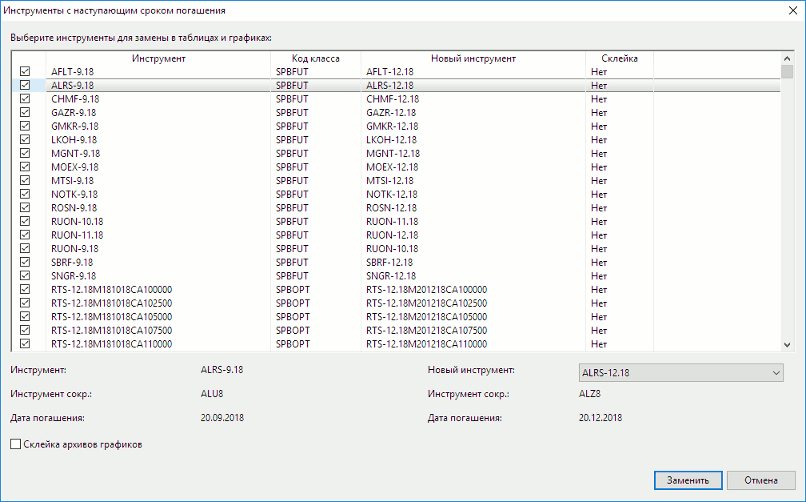 Инструменты с наступающим сроком погашения
Выберите инструменты для замены в таблицах и графиках:
Инструмент Код класса Новый инструмент Склейка
AFLT-9.18 SPBFUT AFLT-12.18 Нет
ALRS-9.18 SPBFUT ALRS-12.18 Нет
CHMF-9.18 SPBFUT CHMF-12.18 Нет
GAZR-9.18 SPBFUT GAZR-12.18 Нет
GMKR-9.18 SPBFUT GMKR-12.18 Нет
LKOH-9.18 SPBFUT LKOH-12.18 Нет
MGNT-9.18 SPBFUT MGNT-12.18 Нет
MOEX-9.18 SPBFUT MOEX-12.18 Нет
MTSI-9.18 SPBFUT MTSI-12.18 Нет
NOTK-9.18 SPBFUT NOTK-12.18 Нет
ROSN-9.18 SPBFUT ROSN-12.18 Нет
RUON-10.18 SPBFUT RUON-11.18 Нет
RUON-11.18 SPBFUT RUON-12.18 Нет
RUON-9.18 SPBFUT RUON-10.18 Нет
SBRF-9.18 SPBFUT SBRF-12.18 Нет
SNGR-9.18 SPBFUT SNGR-12.18 Нет
RTS-12.18M181018CA100000 SPBOPT RTS-12.18M201218CA100000 Нет
RTS-12.18M181018CA102500 SPBOPT RTS-12.18M201218CA102500 Нет
RTS-12.18M181018CA105000 SPBOPT RTS-12.18M201218CA105000 Нет
RTS-12.18M181018CA107500 SPBOPT RTS-12.18M201218CA107500 Нет
RTS-12.18M181018CA110000 SPBOPT RTS-12.18M201218CA110000 Нет
Инструмент: ALRS-9.18 Новый инструмент: ALRS-12.18
Инструмент сокр.: ALU8 Инструмент сокр.: ALZ8
Дата погашения: 20.09.2018 Дата погашения: 20.12.2018
Склейка архивов графиков
Заменить Отмена